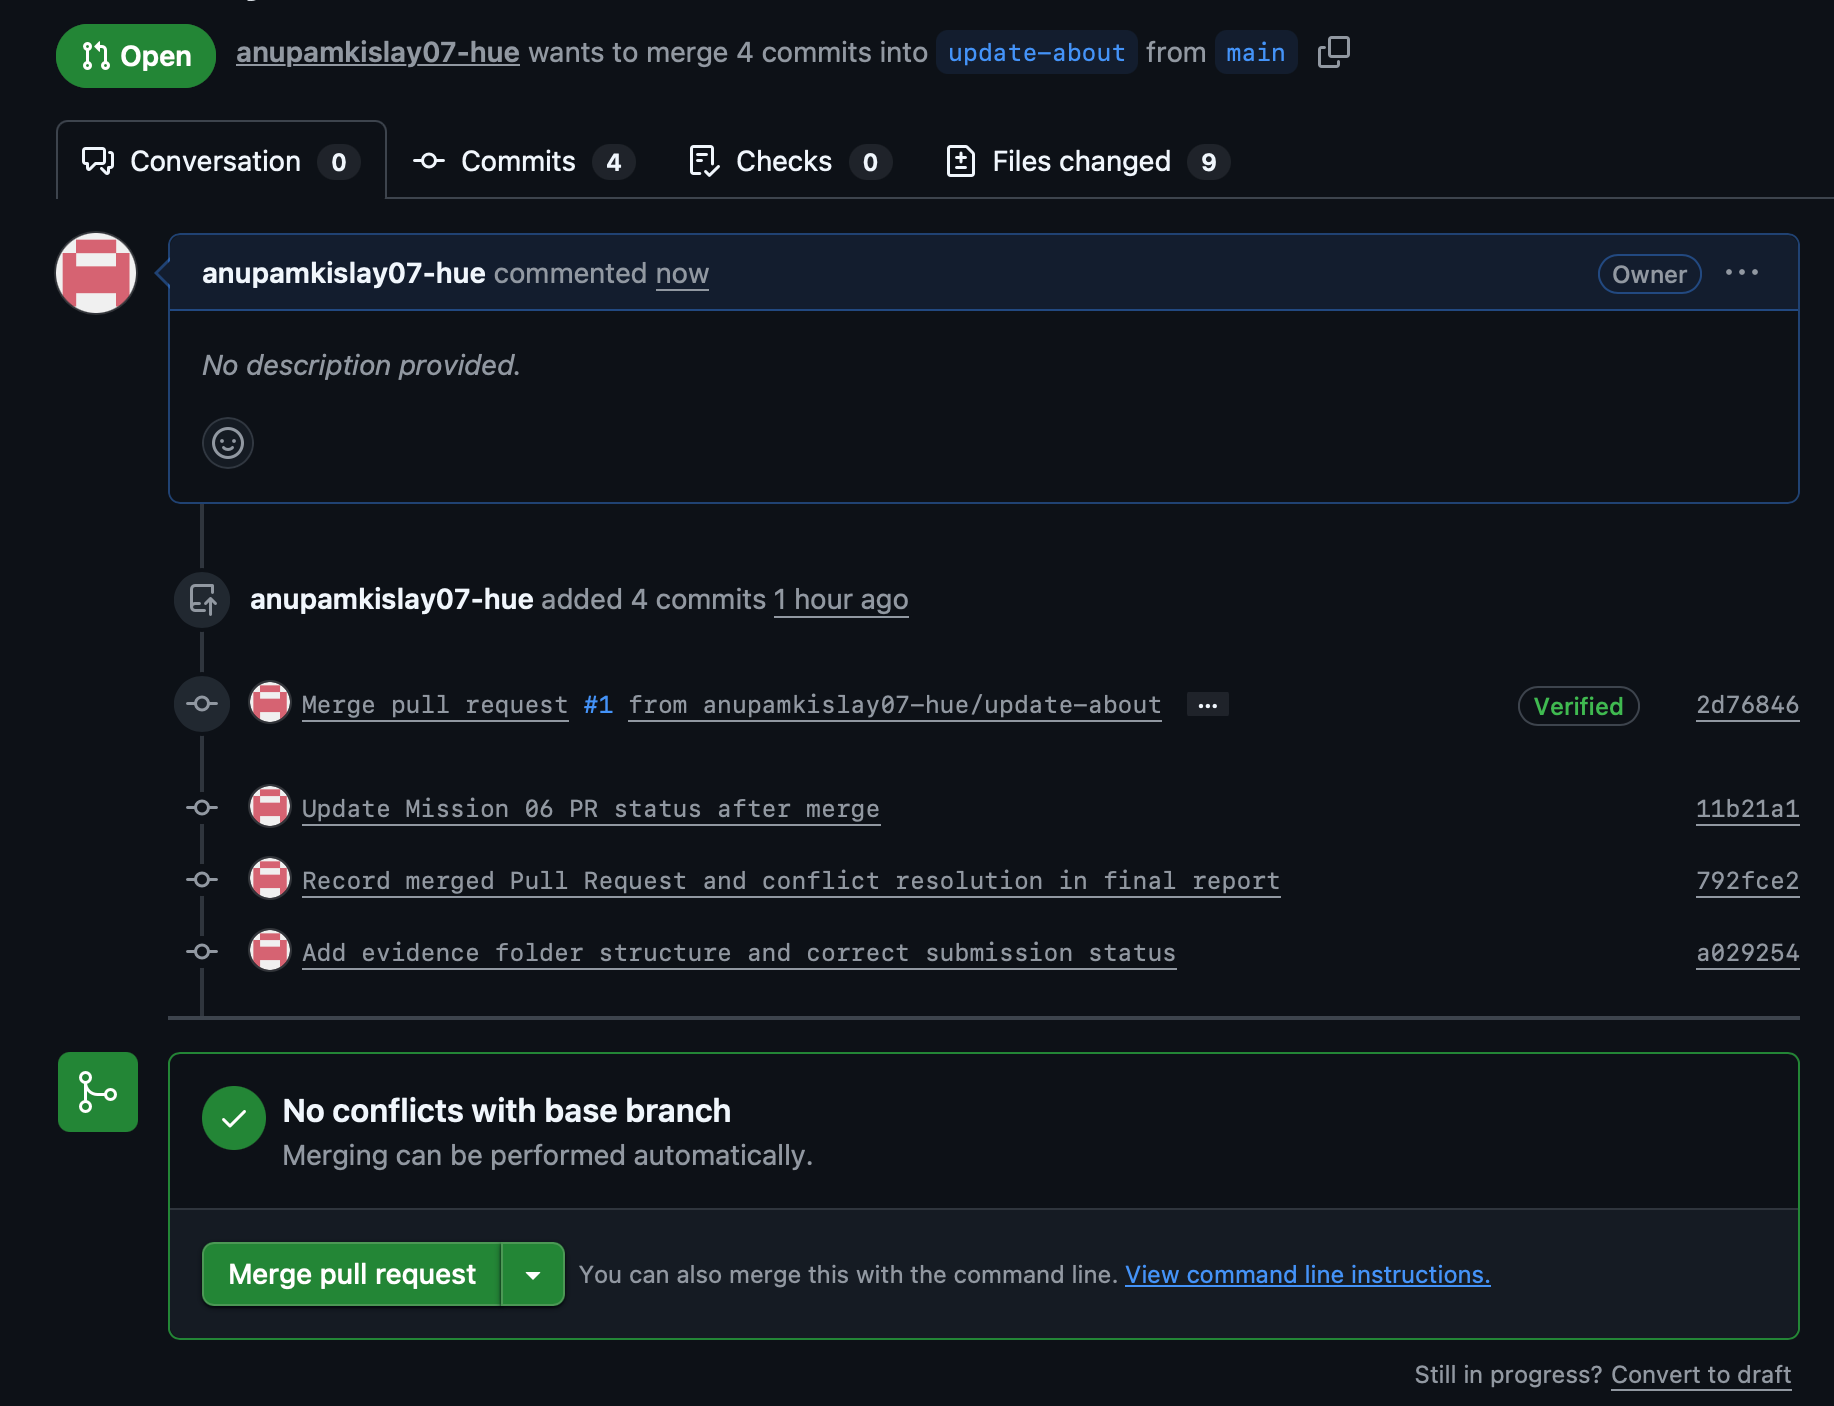 Open anupamkislay07-hue wants to merge 4 commits into update-about from main
Conversation 0 Commits 4 Checks 0 Files changed 9
anupamkislay07-hue commented now Owner
No description provided.
anupamkislay07-hue added 4 commits 1 hour ago
Merge pull request #1 from anupamkislay07-hue/update-about ... Verified 2d76846
Update Mission 06 PR status after merge 11b21a1
Record merged Pull Request and conflict resolution in final report 792fce2
Add evidence folder structure and correct submission status a029254
No conflicts with base branch
Merging can be performed automatically.
Merge pull request You can also merge this with the command line. View command line instructions.
Still in progress? Convert to draft